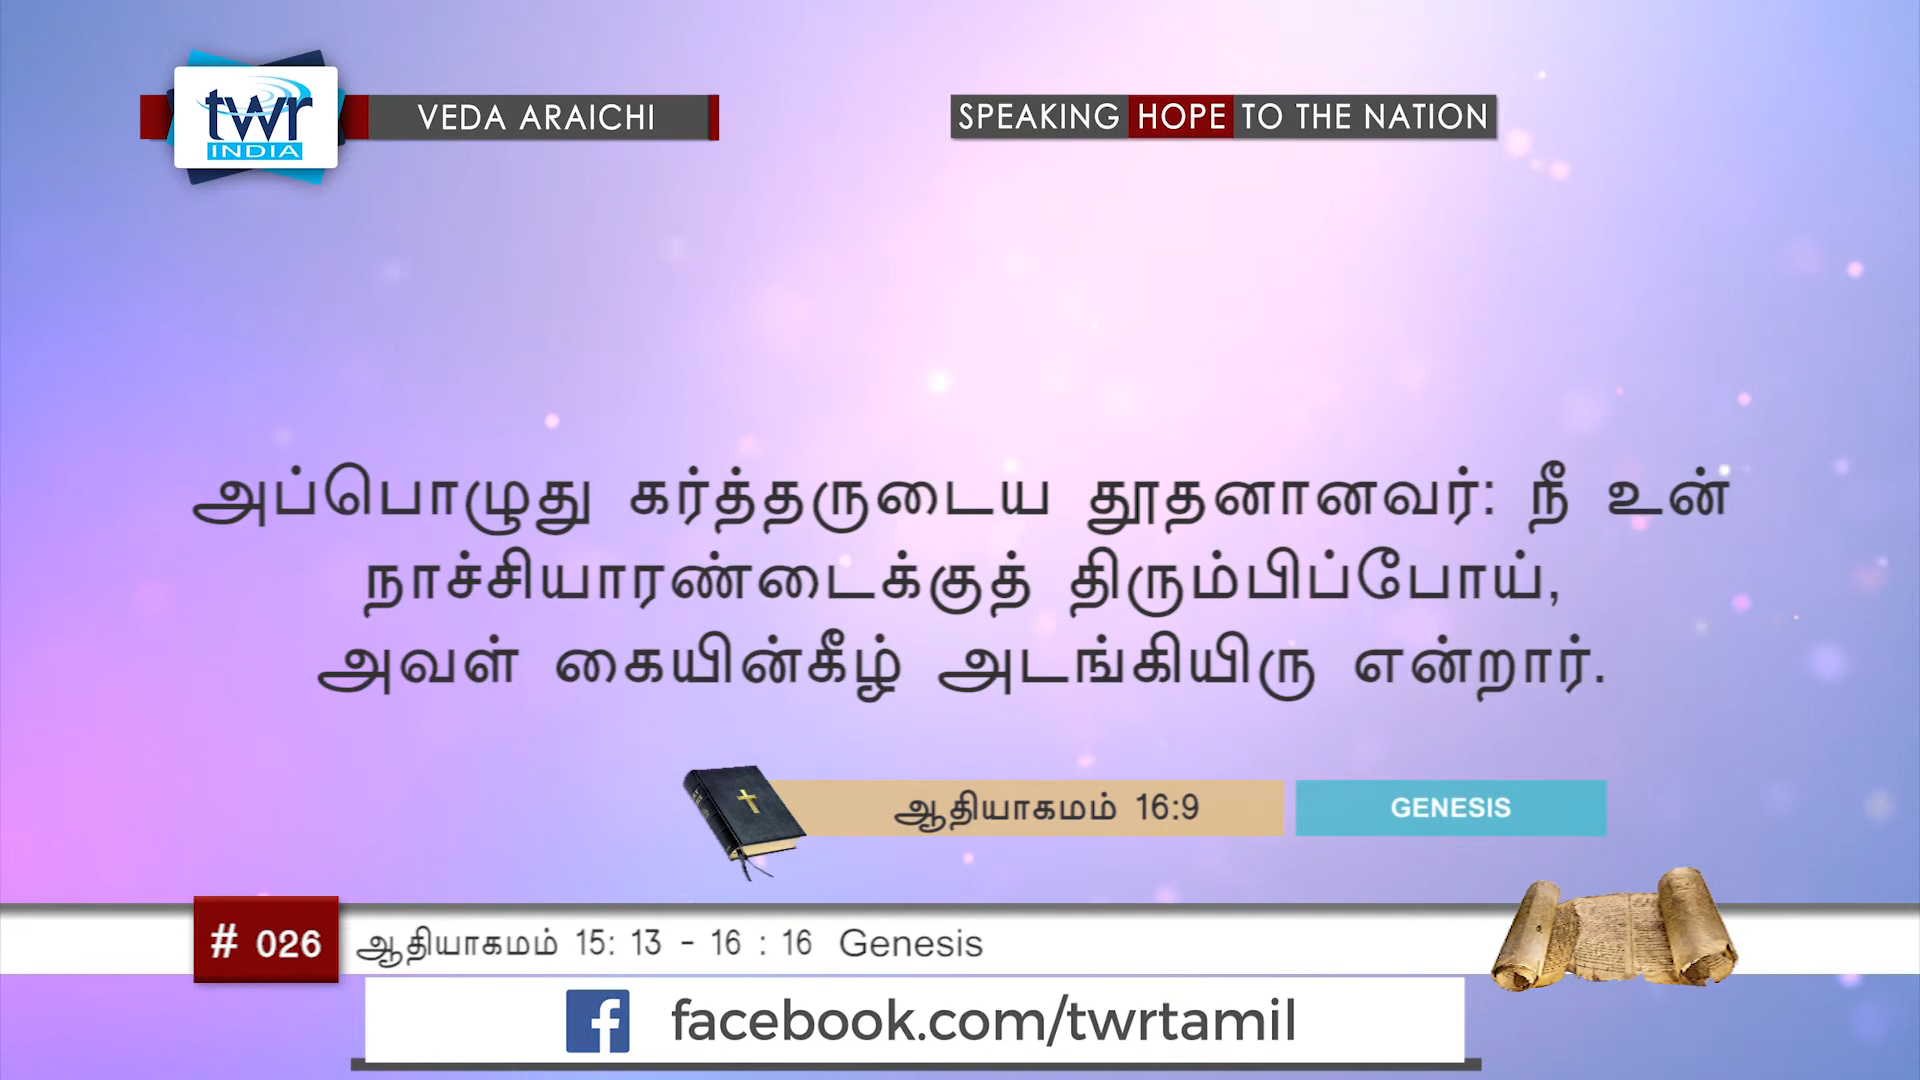 twr
INDIA
VEDA ARAICHI
SPEAKING HOPE TO THE NATION
அப்பொழுது கர்த்தருடைய தூதனானவர்: நீ உன்
நாச்சியாரண்டைக்குத் திரும்பிப்போய்,
அவள் கையின்கீழ் அடங்கியிரு என்றார்.
ஆதியாகமம் 16:9
GENESIS
# 026
ஆதியாகமம் 15: 13 - 16 : 16 Genesis
facebook.com/twrtamil